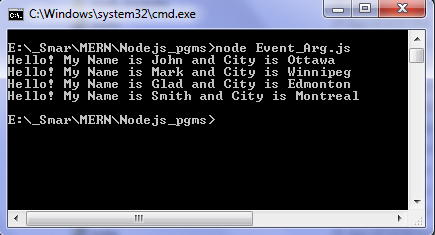 C:\Windows\system32\cmd.exe
E:\_Smar\MERN\Nodejs_pgms>node Event_Arg.js
Hello! My Name is John and City is Ottawa
Hello! My Name is Mark and City is Winnipeg
Hello! My Name is Glad and City is Edmonton
Hello! My Name is Smith and City is Montreal
E:\_Smar\MERN\Nodejs_pgms>